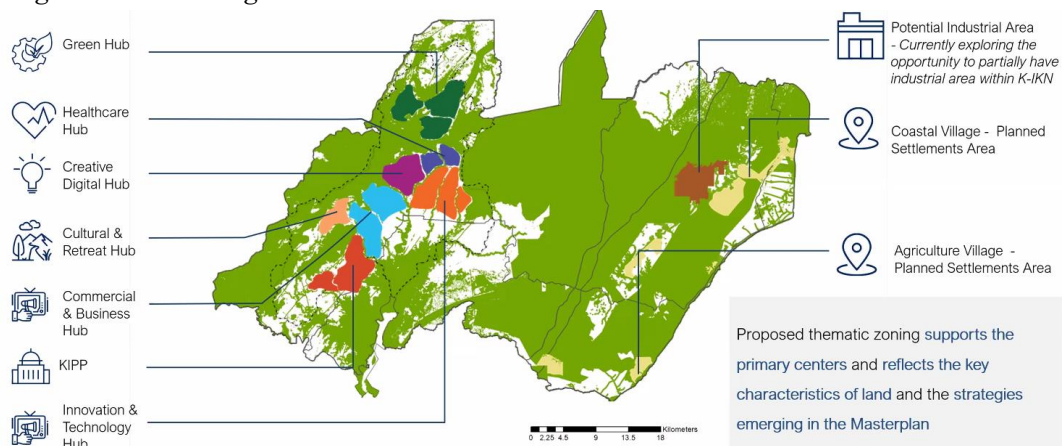 Green Hub
Healthcare
Hub
Creative
Digital Hub
Cultural &
Retreat Hub
Commercial
& Business
Hub
KIPP
Innovation &
Technology
Hub
Potential Industrial Area
- Currently exploring the
opportunity to partially have
industrial area within K-IKN
Coastal Village - Planned
Settlements Area
Agriculture Village -
Planned Settlements Area
Proposed thematic zoning supports the
primary centers and reflects the key
characteristics of land and the strategies
emerging in the Masterplan
Kilometers
0 2.25 4.5 9 13.5 18